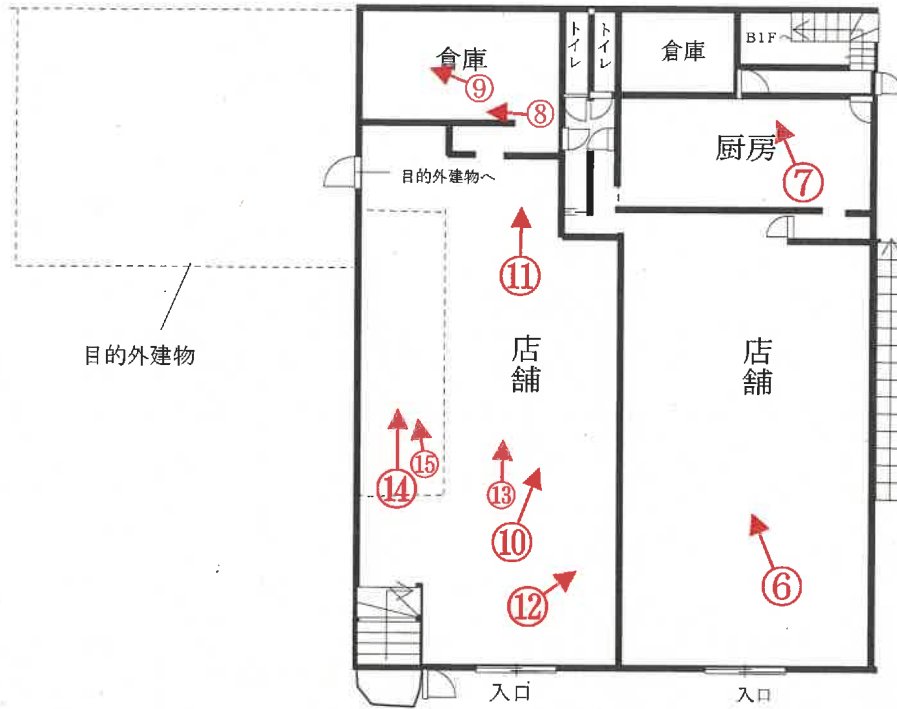 トイレ
トイレ
倉庫
倉庫
B1F
⑨
⑧
厨房
⑦
目的外建物へ
⑪
目的外建物
店舗
店舗
⑮
⑭
⑬
⑩
⑫
⑥
入口
入口